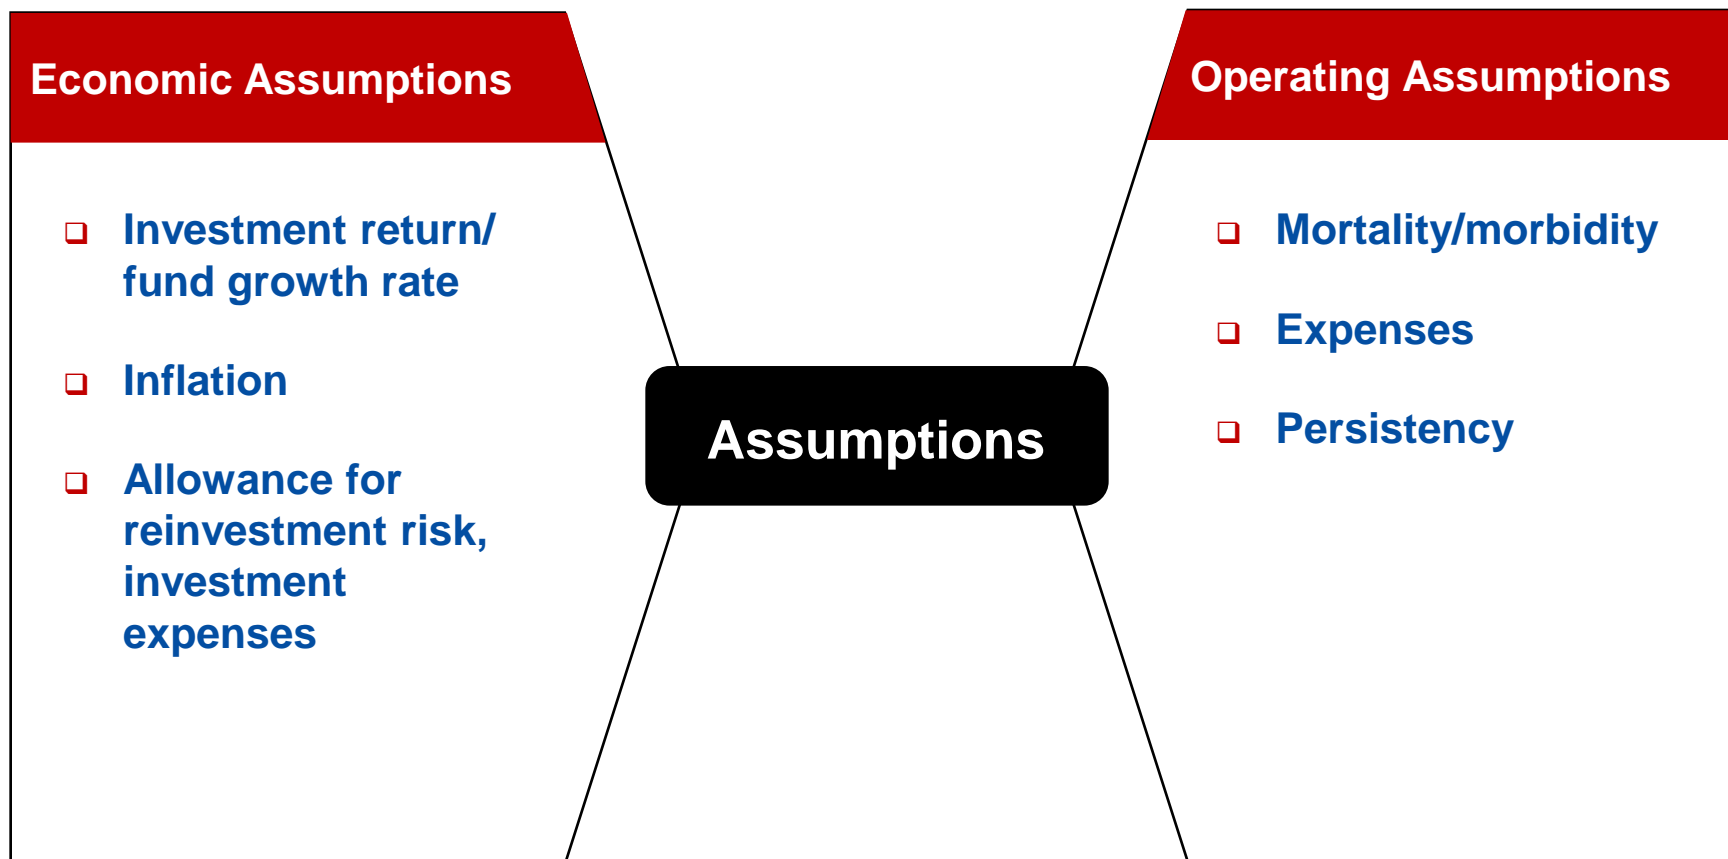 Economic Assumptions
Investment return/
fund growth rate
Inflation
Allowance for
reinvestment risk,
investment
expenses
Assumptions
Operating Assumptions
Mortality/morbidity
Expenses
Persistency